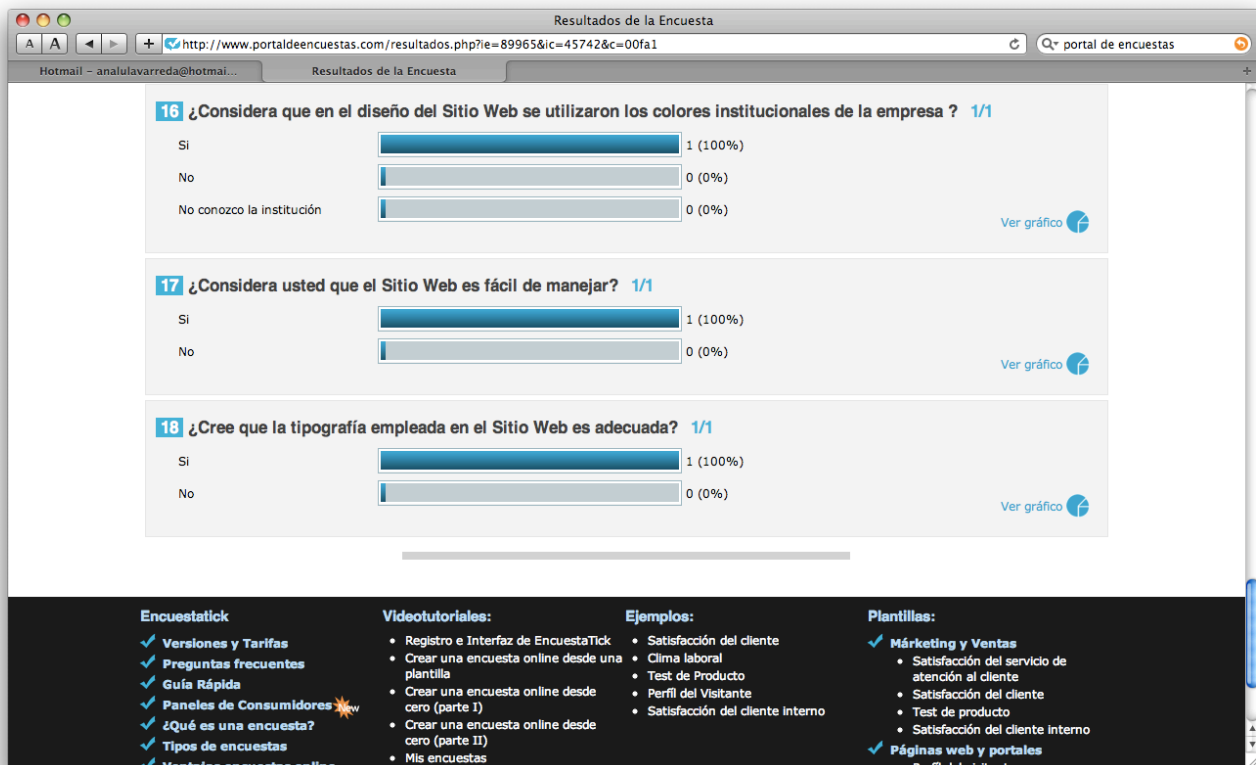 Resultados de la Encuesta
A A + http://www.portaldeencuestas.com/resultados.php?ie=89965&ic=45742&c=00fa1 portal de encuestas
Hotmail – analulavarreda@hotmai... Resultados de la Encuesta +
16 ¿Considera que en el diseño del Sitio Web se utilizaron los colores institucionales de la empresa ? 1/1
Si 1 (100%)
No 0 (0%)
No conozco la institución 0 (0%)
Ver gráfico
17 ¿Considera usted que el Sitio Web es fácil de manejar? 1/1
Si 1 (100%)
No 0 (0%)
Ver gráfico
18 ¿Cree que la tipografía empleada en el Sitio Web es adecuada? 1/1
Si 1 (100%)
No 0 (0%)
Ver gráfico
Encuestatick
Versiones y Tarifas
Preguntas frecuentes
Guía Rápida
Paneles de Consumidores New
¿Qué es una encuesta?
Tipos de encuestas
Ventajas encuestas online
Videotutoriales:
• Registro e Interfaz de EncuestaTick
• Crear una encuesta online desde una
plantilla
• Crear una encuesta online desde
cero (parte I)
• Crear una encuesta online desde
cero (parte II)
• Mis encuestas
Ejemplos:
• Satisfacción del cliente
• Clima laboral
• Test de Producto
• Perfil del Visitante
• Satisfacción del cliente interno
Plantillas:
Márketing y Ventas
• Satisfacción del servicio de
atención al cliente
• Satisfacción del cliente
• Test de producto
• Satisfacción del cliente interno
Páginas web y portales